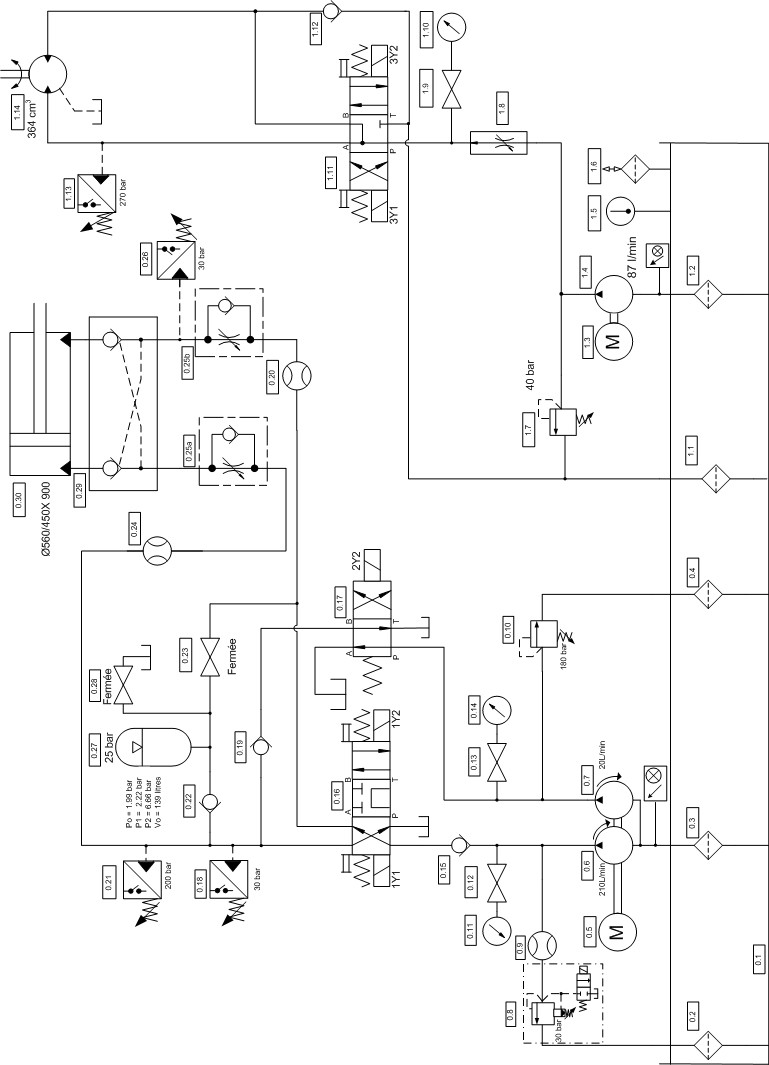 1.12
1.10
3Y2
1.14
364 cm³
1.9
1.8
B
T
A
P
1.11
3Y1
1.13
270 bar
1.6
1.5
0.26
30 bar
87 l/min
1.4
1.2
1.3
M
0.25b
0.20
40 bar
1.7
0.30
Ø560/450X 900
0.29
0.25a
1.1
0.24
2Y2
0.17
B
T
A
P
0.4
0.10
180 bar
0.23
Fermée
0.28
Fermée
0.27
25 bar
Po = 1.99 bar
P1 = 2.22 bar
P2 = 6.66 bar
Vo = 139 litres
0.19
0.22
1Y2
0.16
B
T
A
P
1Y1
0.14
0.13
0.7
20L/min
0.21
200 bar
0.18
30 bar
0.15
0.12
0.11
0.6
210L/min
0.5
M
0.3
0.9
0.8
30 bar
0.2
0.1